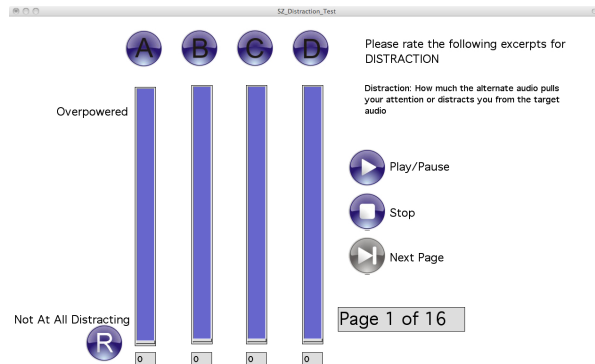 SZ_Distraction_Test
A B C D
Please rate the following excerpts for
DISTRACTION
Distraction: How much the alternate audio pulls
your attention or distracts you from the target
audio
Overpowered
Play/Pause
Stop
Next Page
Page 1 of 16
Not At All Distracting
R
0 0 0 0